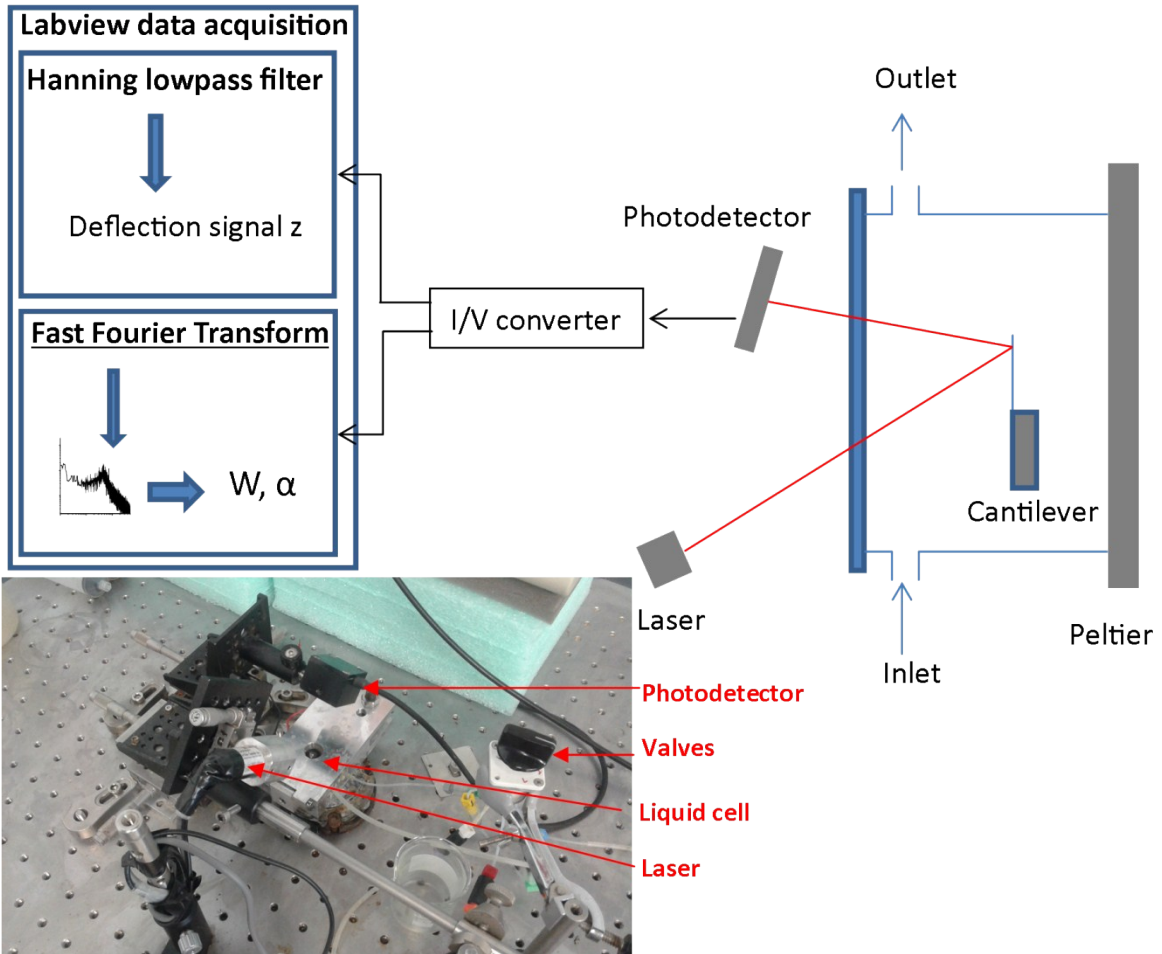 Labview data acquisition
Hanning lowpass filter
Deflection signal z
Fast Fourier Transform
W, α
I/V converter
Photodetector
Outlet
Cantilever
Laser
Inlet
Peltier
Photodetector
Valves
Liquid cell
Laser